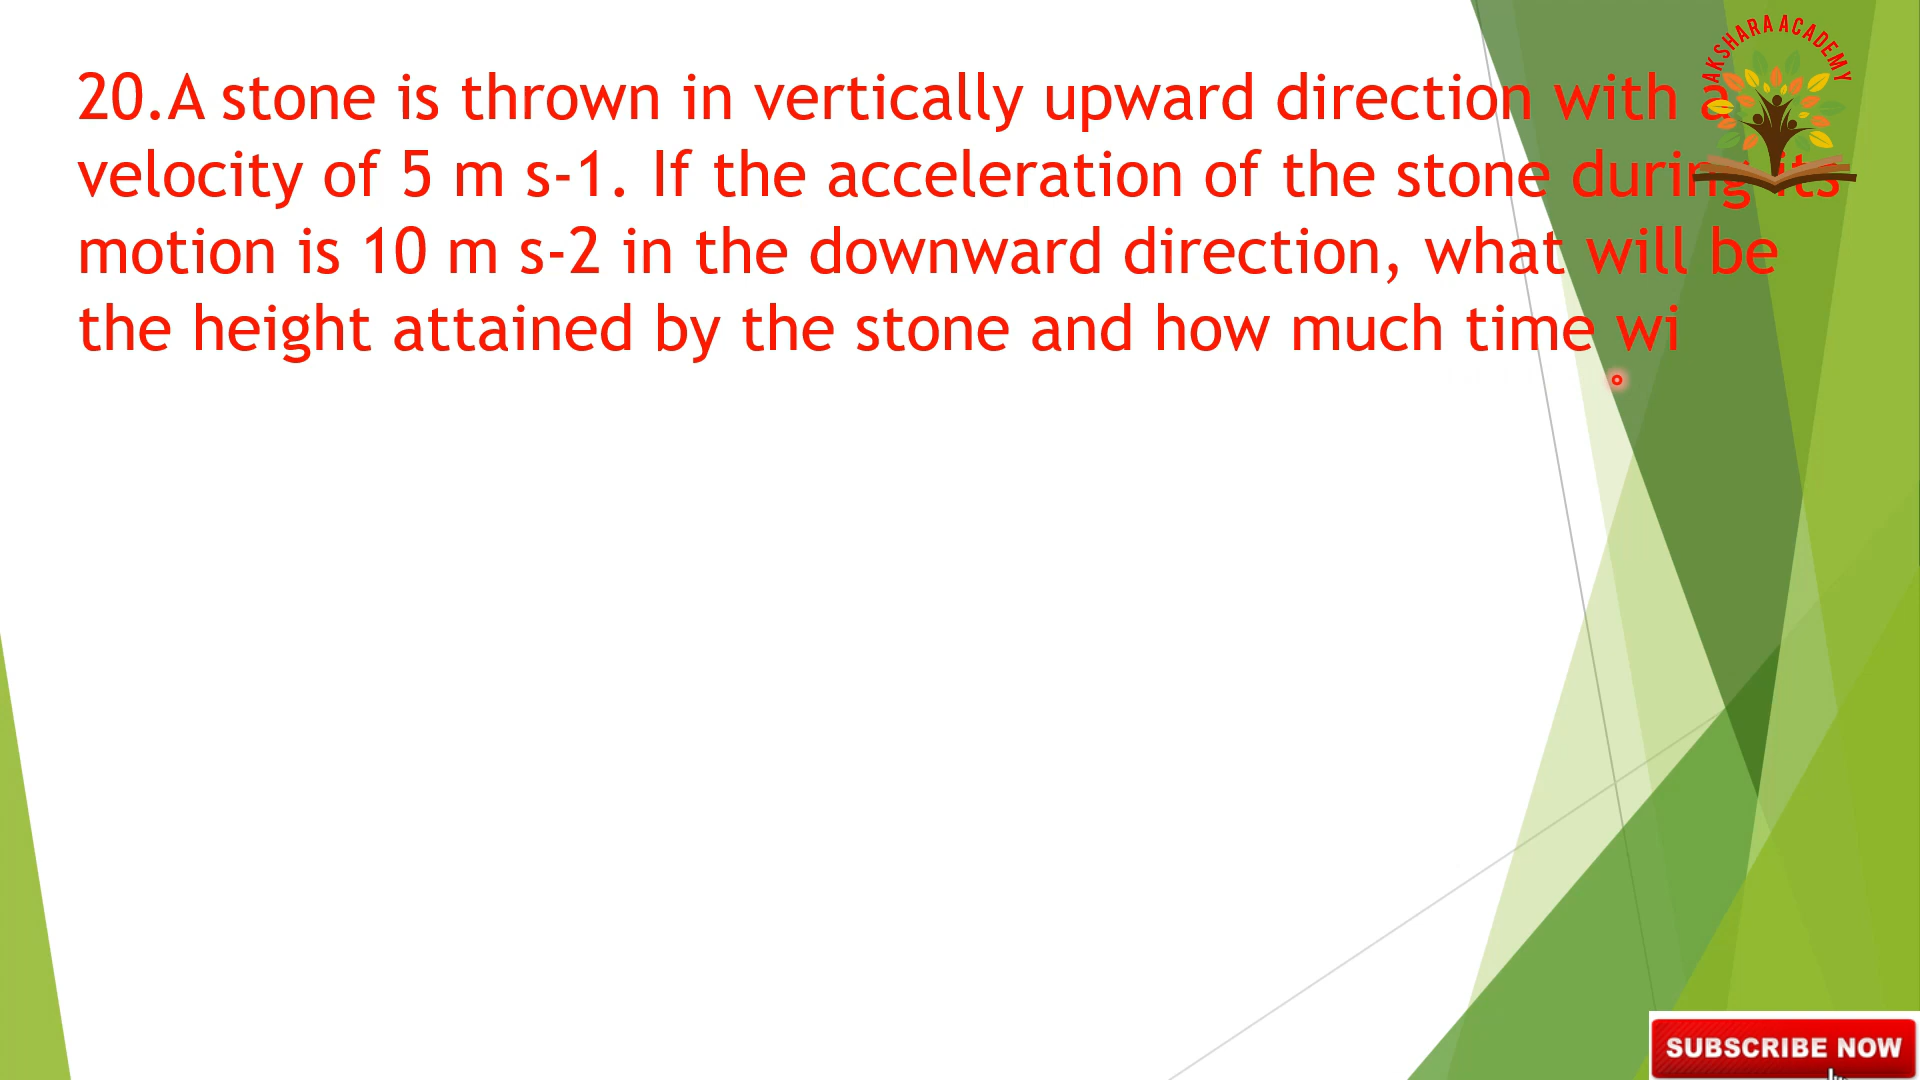 AKSHARA ACADEMY
20.A stone is thrown in vertically upward direction with a
velocity of 5 m s-1. If the acceleration of the stone during its
motion is 10 m s-2 in the downward direction, what will be
the height attained by the stone and how much time wi
SUBSCRIBE NOW